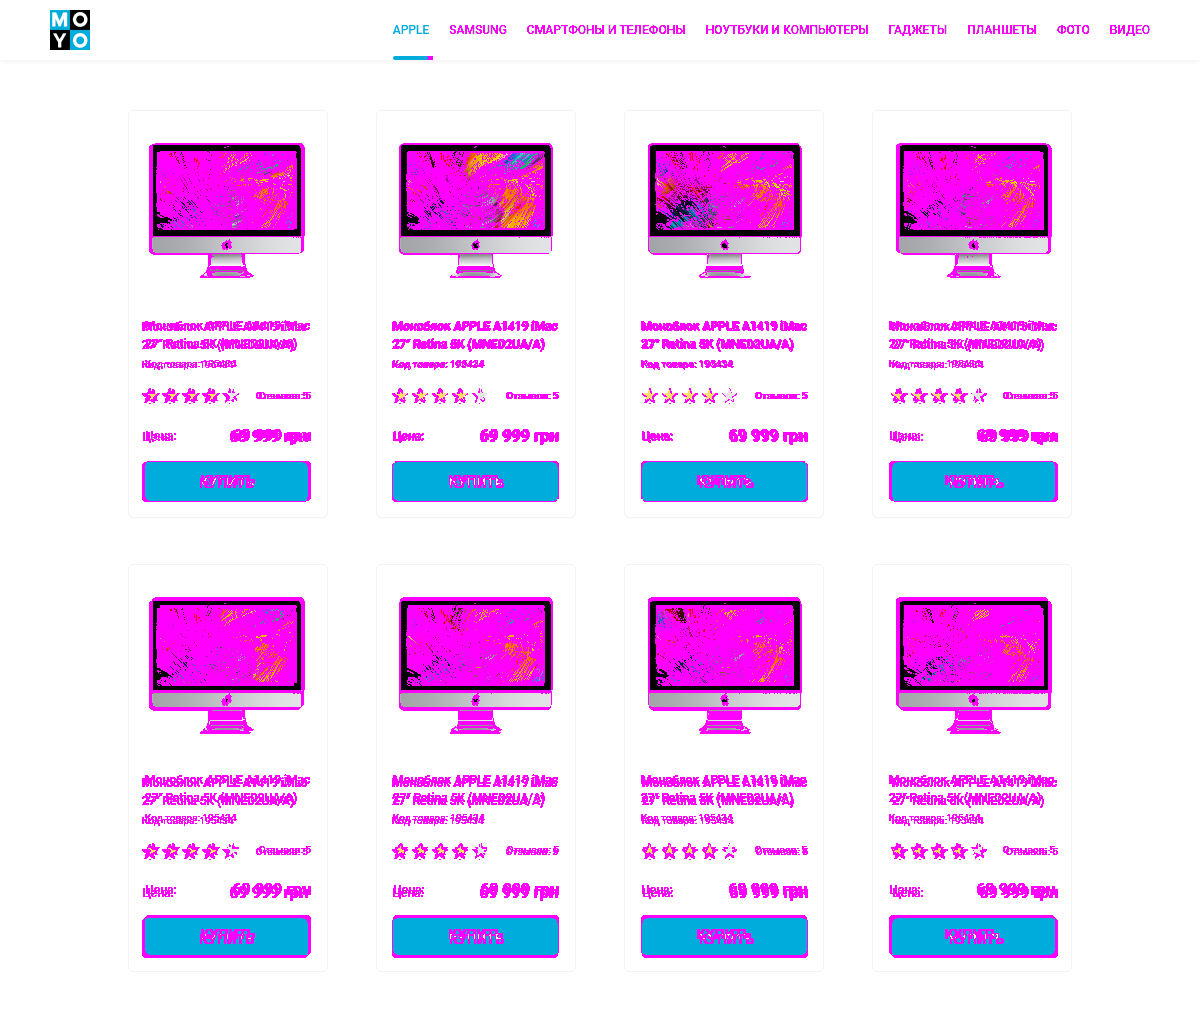 MO
YO
APPLE SAMSUNG СМАРТФОНЫ И ТЕЛЕФОНЫ НОУТБУКИ И КОМПЬЮТЕРЫ ГАДЖЕТЫ ПЛАНШЕТЫ ФОТО ВИДЕО
Моноблок APPLE A1419 iMac
27" Retina 5K (MNED2UA/A)
Код товара: 195434
Отзывов: 5
Цена: 69 999 грн
КУПИТЬ
Моноблок APPLE A1419 iMac
27" Retina 5K (MNED2UA/A)
Код товара: 195434
Отзывов: 5
Цена: 69 999 грн
КУПИТЬ
Моноблок APPLE A1419 iMac
27" Retina 5K (MNED2UA/A)
Код товара: 195434
Отзывов: 5
Цена: 69 999 грн
КУПИТЬ
Моноблок APPLE A1419 iMac
27" Retina 5K (MNED2UA/A)
Код товара: 195434
Отзывов: 5
Цена: 69 999 грн
КУПИТЬ
Моноблок APPLE A1419 iMac
27" Retina 5K (MNED2UA/A)
Код товара: 195434
Отзывов: 5
Цена: 69 999 грн
КУПИТЬ
Моноблок APPLE A1419 iMac
27" Retina 5K (MNED2UA/A)
Код товара: 195434
Отзывов: 5
Цена: 69 999 грн
КУПИТЬ
Моноблок APPLE A1419 iMac
27" Retina 5K (MNED2UA/A)
Код товара: 195434
Отзывов: 5
Цена: 69 999 грн
КУПИТЬ
Моноблок APPLE A1419 iMac
27" Retina 5K (MNED2UA/A)
Код товара: 195434
Отзывов: 5
Цена: 69 999 грн
КУПИТЬ